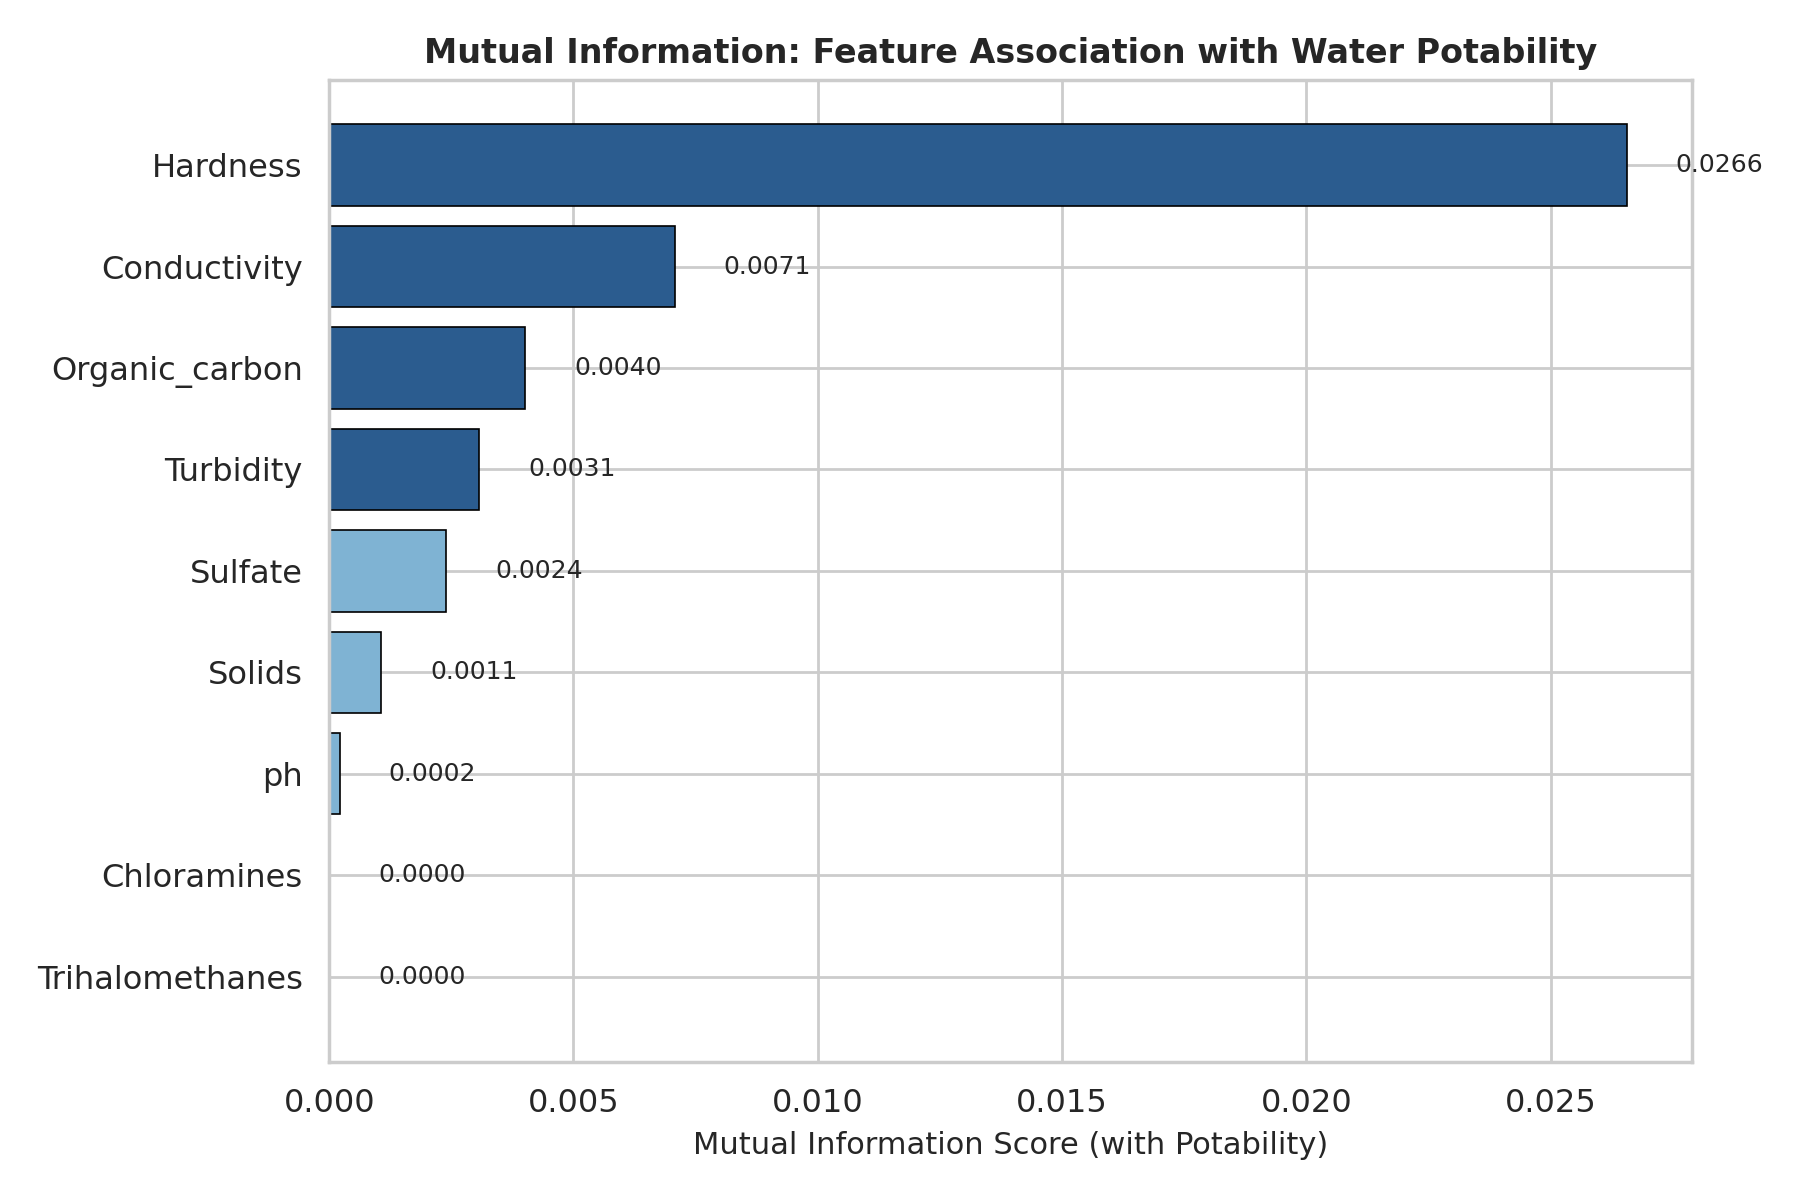 Mutual Information: Feature Association with Water Potability
Hardness 0.0266
Conductivity 0.0071
Organic_carbon 0.0040
Turbidity 0.0031
Sulfate 0.0024
Solids 0.0011
ph 0.0002
Chloramines 0.0000
Trihalomethanes 0.0000
0.000 0.005 0.010 0.015 0.020 0.025
Mutual Information Score (with Potability)